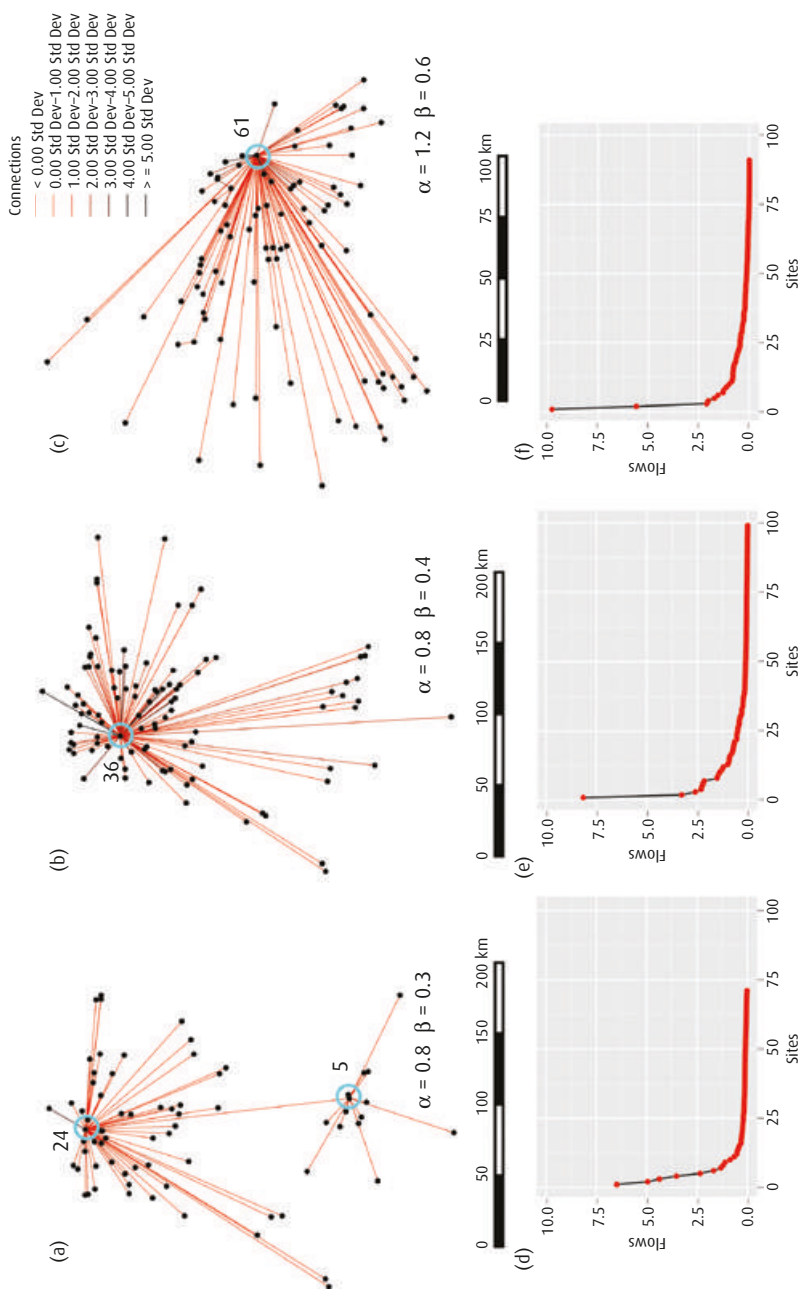 Connections
< 0.00 Std Dev
0.00 Std Dev–1.00 Std Dev
1.00 Std Dev–2.00 Std Dev
2.00 Std Dev–3.00 Std Dev
3.00 Std Dev–4.00 Std Dev
4.00 Std Dev–5.00 Std Dev
>= 5.00 Std Dev
(a)
24
5
α = 0.8 β = 0.3
0 50 100 150 200 km
(b)
36
α = 0.8 β = 0.4
0 50 100 150 200 km
(c)
61
α = 1.2 β = 0.6
0 25 50 75 100 km
(d)
10.0
7.5
5.0
2.5
0.0
Flows
0 25 50 75 100
Sites
(e)
10.0
7.5
5.0
2.5
0.0
Flows
0 25 50 75 100
Sites
(f)
10.0
7.5
5.0
2.5
0.0
Flows
0 25 50 75 100
Sites